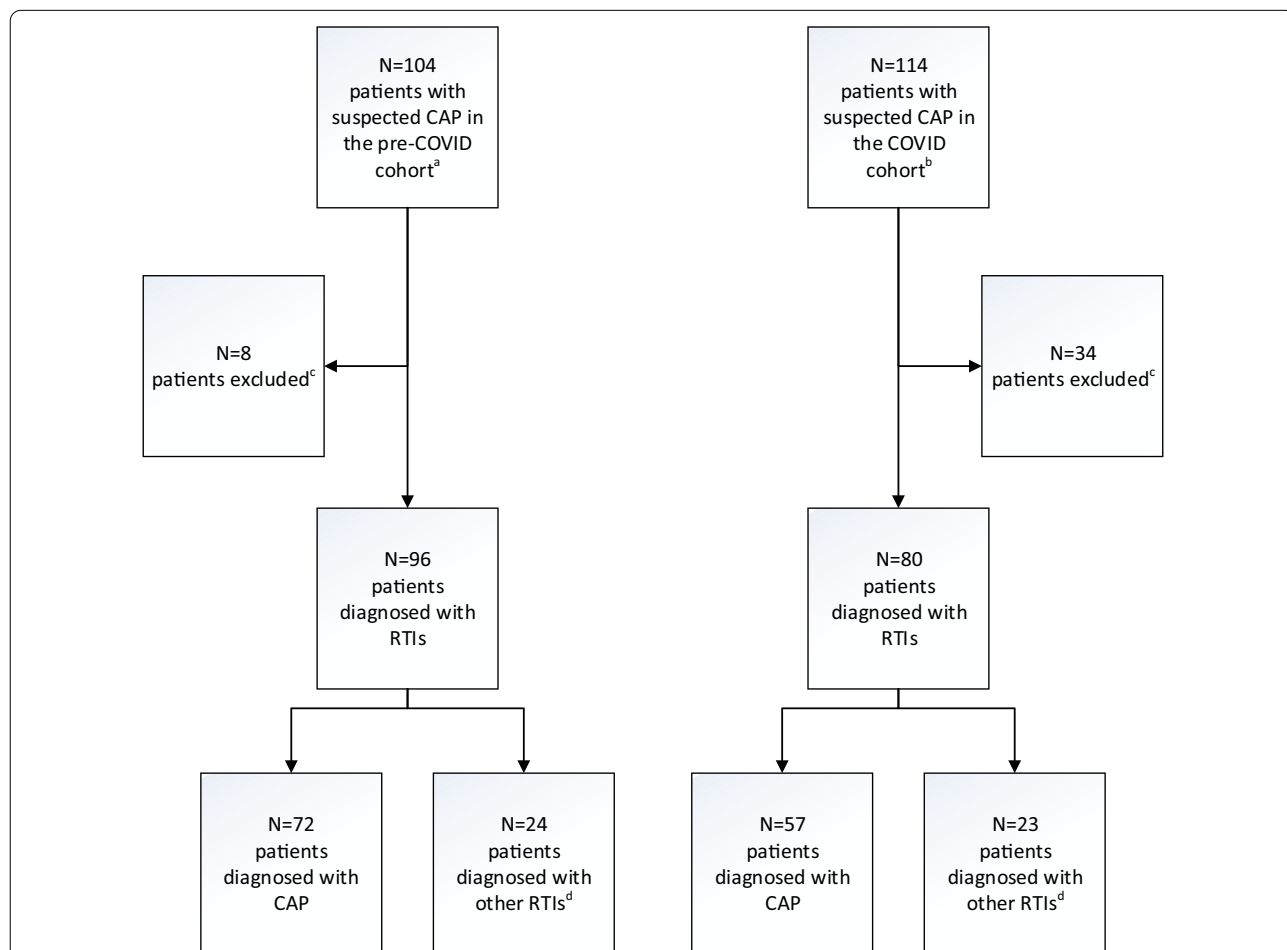 N=104
patients with
suspected CAP in
the pre-COVID
cohortᵃ
N=114
patients with
suspected CAP in
the COVID
cohortᵇ
N=8
patients excludedᶜ
N=34
patients excludedᶜ
N=96
patients
diagnosed with
RTIs
N=80
patients
diagnosed with
RTIs
N=72
patients
diagnosed with
CAP
N=24
patients
diagnosed with
other RTIsᵈ
N=57
patients
diagnosed with
CAP
N=23
patients
diagnosed with
other RTIsᵈ